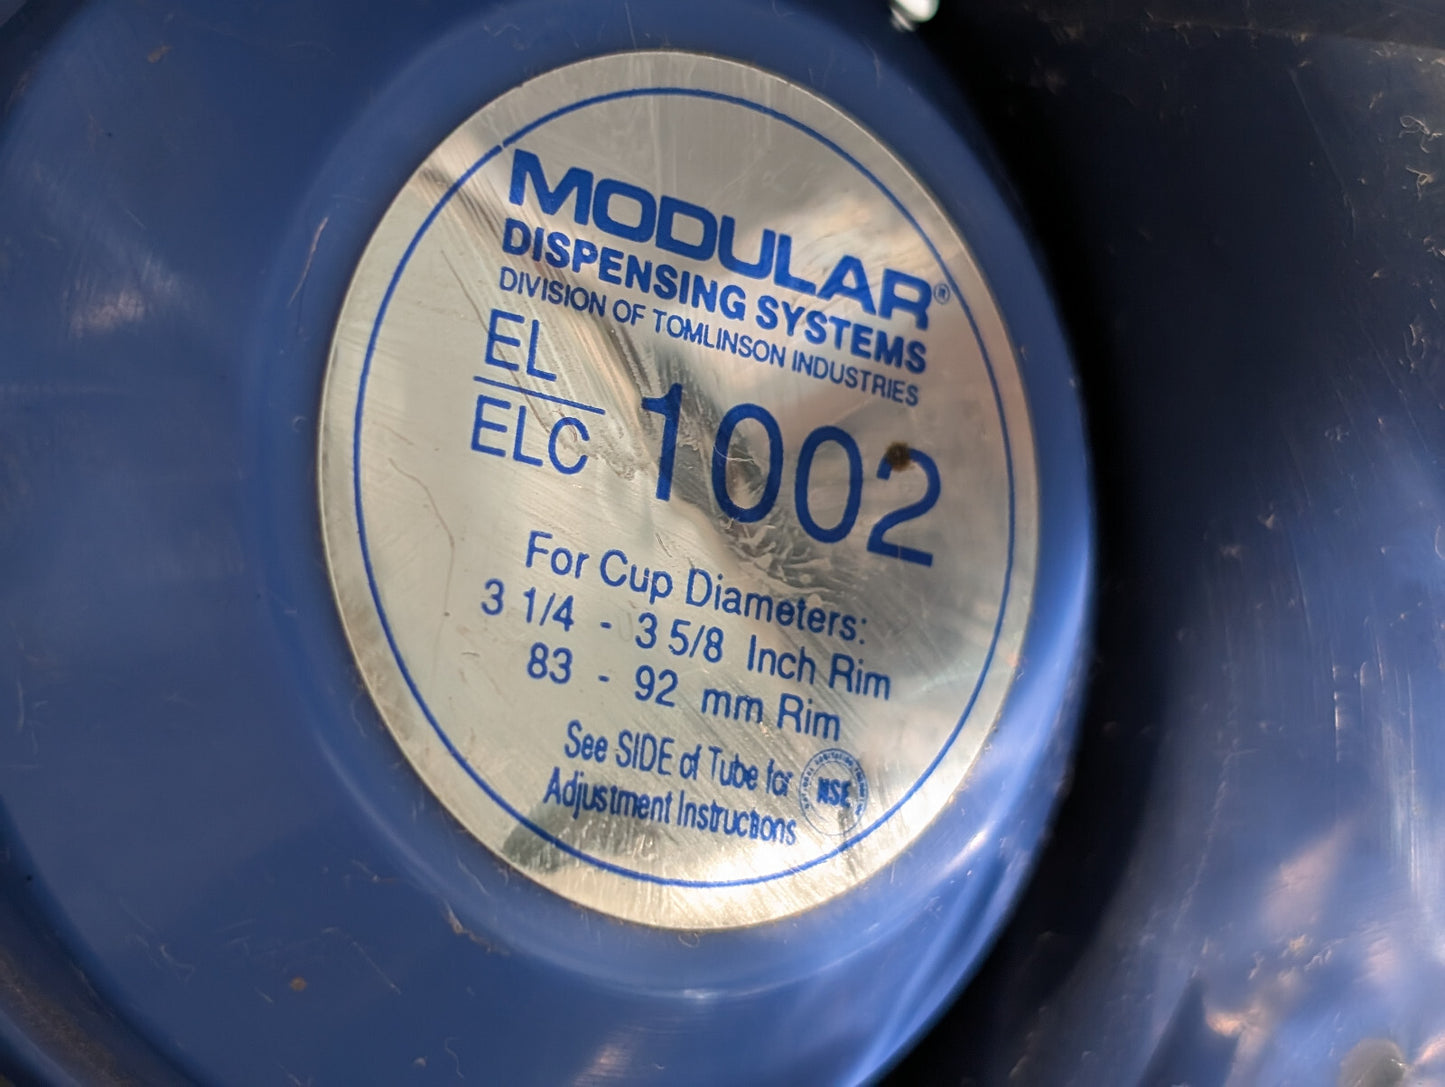 MODULAR®
DISPENSING SYSTEMS
DIVISION OF TOMLINSON INDUSTRIES
EL
ELC
1002
For Cup Diameters:
3 1/4 - 3 5/8 Inch Rim
83 - 92 mm Rim
See SIDE of Tube for
Adjustment Instructions
NSF